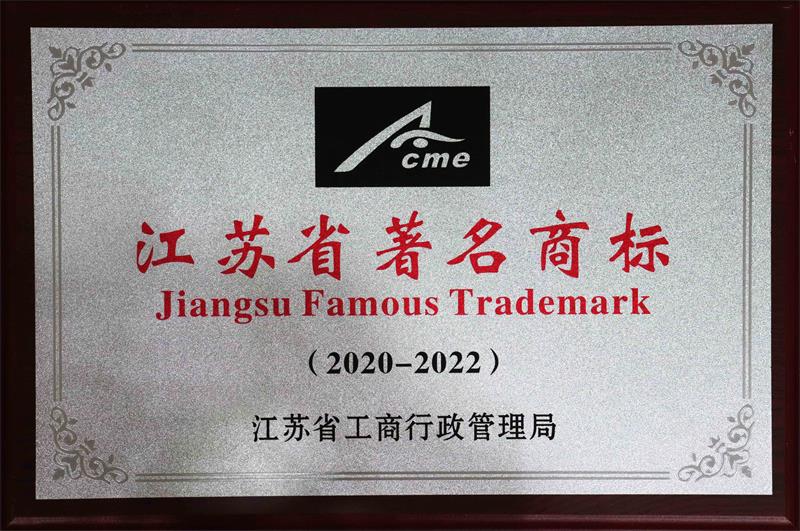 Acme
江苏省著名商标
Jiangsu Famous Trademark
（2020-2022）
江苏省工商行政管理局